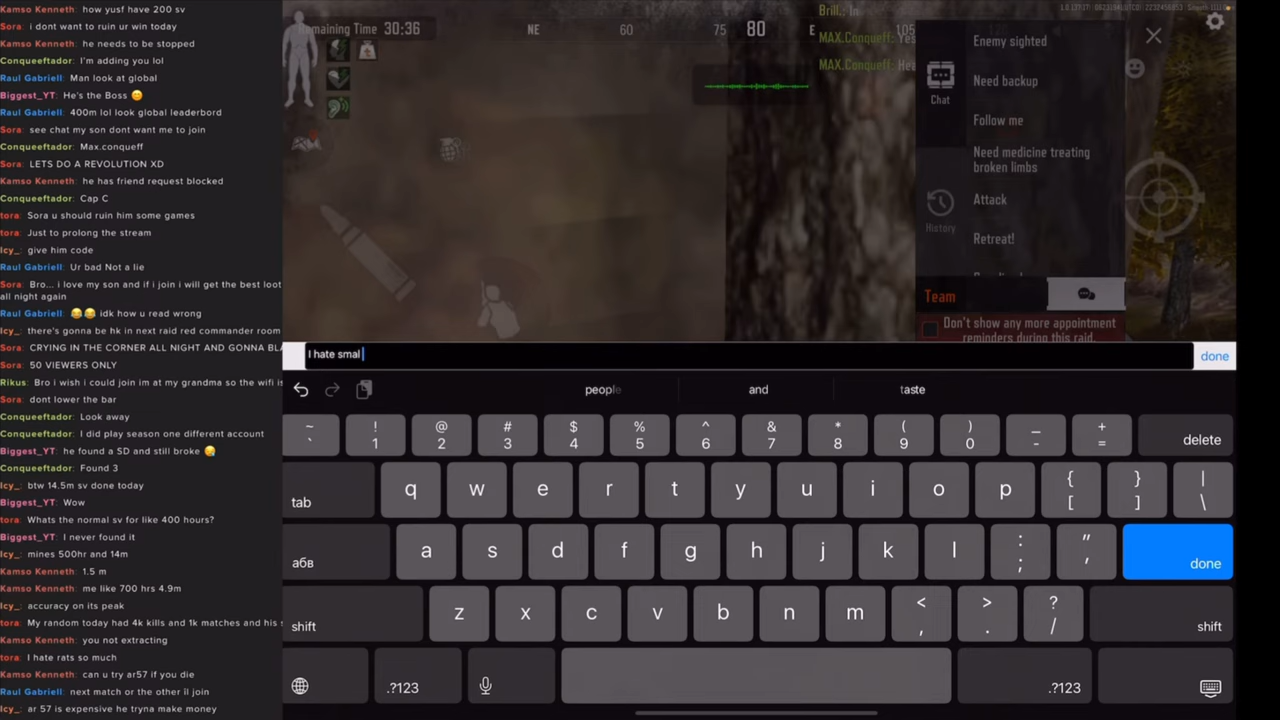 Kamso Kenneth: how yusf have 200 sv
Sora: i dont want to ruin ur win today
Kamso Kenneth: he needs to be stopped
Conqueeftador: I'm adding you lol
Raul Gabriell: Man look at global
Biggest_YT: He's the Boss 😊
Raul Gabriell: 400m lol look global leaderbord
Sora: see chat my son dont want me to join
Conqueeftador: Max.conqueff
Sora: LETS DO A REVOLUTION XD
Kamso Kenneth: he has friend request blocked
Conqueeftador: Cap C
tora: Sora u should ruin him some games
tora: Just to prolong the stream
Icy_: give him code
Raul Gabriell: Ur bad Not a lie
Sora: Bro... i love my son and if i join i will get the best loot
all night again
Raul Gabriell: 😂😂 idk how u read wrong
Icy_: there's gonna be hk in next raid red commander room
Sora: CRYING IN THE CORNER ALL NIGHT AND GONNA BLA
Sora: 50 VIEWERS ONLY
Rikus: Bro i wish i could join im at my grandma so the wifi is
Sora: dont lower the bar
Conqueeftador: Look away
Conqueeftador: I did play season one different account
Biggest_YT: he found a SD and still broke 😪
Conqueeftador: Found 3
Icy_: btw 14.5m sv done today
Biggest_YT: Wow
tora: Whats the normal sv for like 400 hours?
Biggest_YT: I never found it
Icy_: mines 500hr and 14m
Kamso Kenneth: 1.5 m
Kamso Kenneth: me like 700 hrs 4.9m
Icy_: accuracy on its peak
tora: My random today had 4k kills and 1k matches and his s
Kamso Kenneth: you not extracting
tora: I hate rats so much
Kamso Kenneth: can u try ar57 if you die
Raul Gabriell: next match or the other îl join
Icy_: ar 57 is expensive he tryna make money
Remaining Time 30:36
NE 60 75 80 E 105
Brill.: In
MAX.Conqueff: Yes
MAX.Conqueff: Hea
Chat
History
Enemy sighted
Need backup
Follow me
Need medicine treating
broken limbs
Attack
Retreat!
Team
Don't show any more appointment
reminders during this raid.
I hate smal
done
people and taste
~ ! @ # $ % ^ & * ( ) _ +
` 1 2 3 4 5 6 7 8 9 0 - = delete
tab q w e r t y u i o p { [ } ] | \
абв a s d f g h j k l : ; " ' done
shift z x c v b n m < , > . ? / shift
.?123 .?123